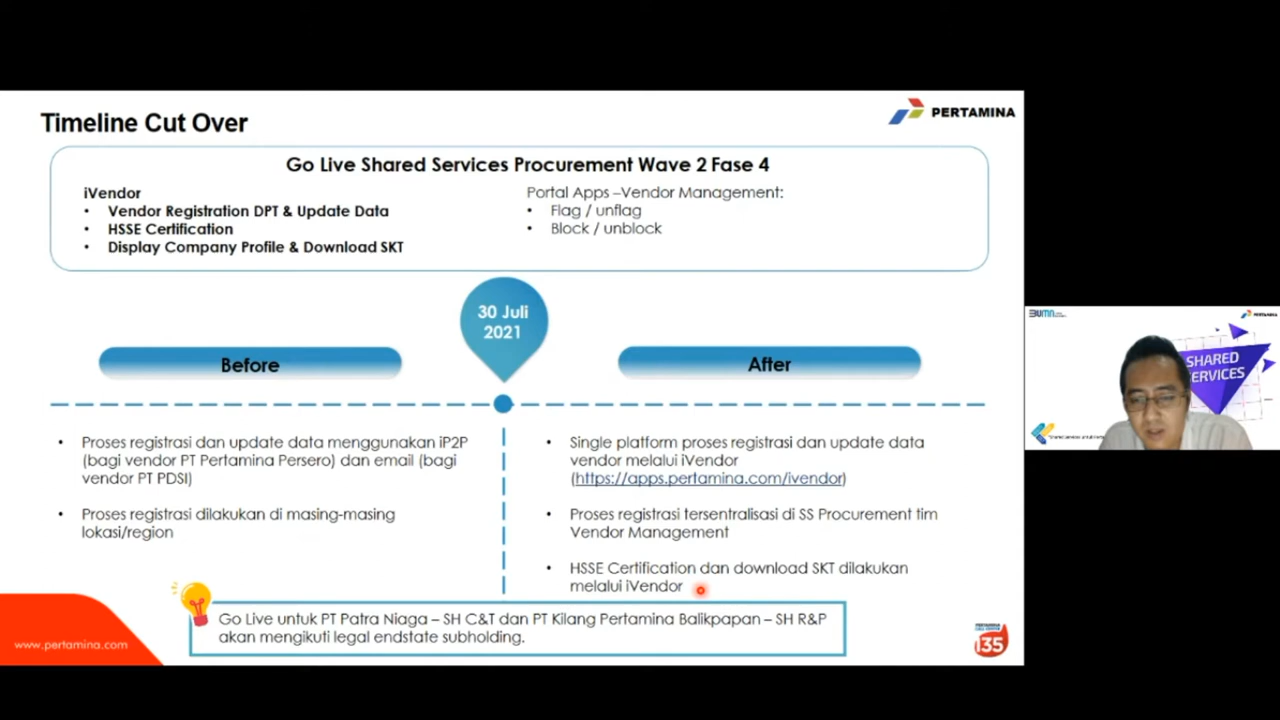 Timeline Cut Over
PERTAMINA
Go Live Shared Services Procurement Wave 2 Fase 4
iVendor
• Vendor Registration DPT & Update Data
• HSSE Certification
• Display Company Profile & Download SKT
Portal Apps –Vendor Management:
• Flag / unflag
• Block / unblock
30 Juli
2021
Before
After
• Proses registrasi dan update data menggunakan iP2P
(bagi vendor PT Pertamina Persero) dan email (bagi
vendor PT PDSI)
• Proses registrasi dilakukan di masing-masing
lokasi/region
• Single platform proses registrasi dan update data
vendor melalui iVendor
(https://apps.pertamina.com/ivendor)
• Proses registrasi tersentralisasi di SS Procurement tim
Vendor Management
• HSSE Certification dan download SKT dilakukan
melalui iVendor
Go Live untuk PT Patra Niaga – SH C&T dan PT Kilang Pertamina Balikpapan – SH R&P
akan mengikuti legal endstate subholding.
www.pertamina.com
PERTAMINA
135
BUMN
PERTAMINA
SHARED
SERVICES